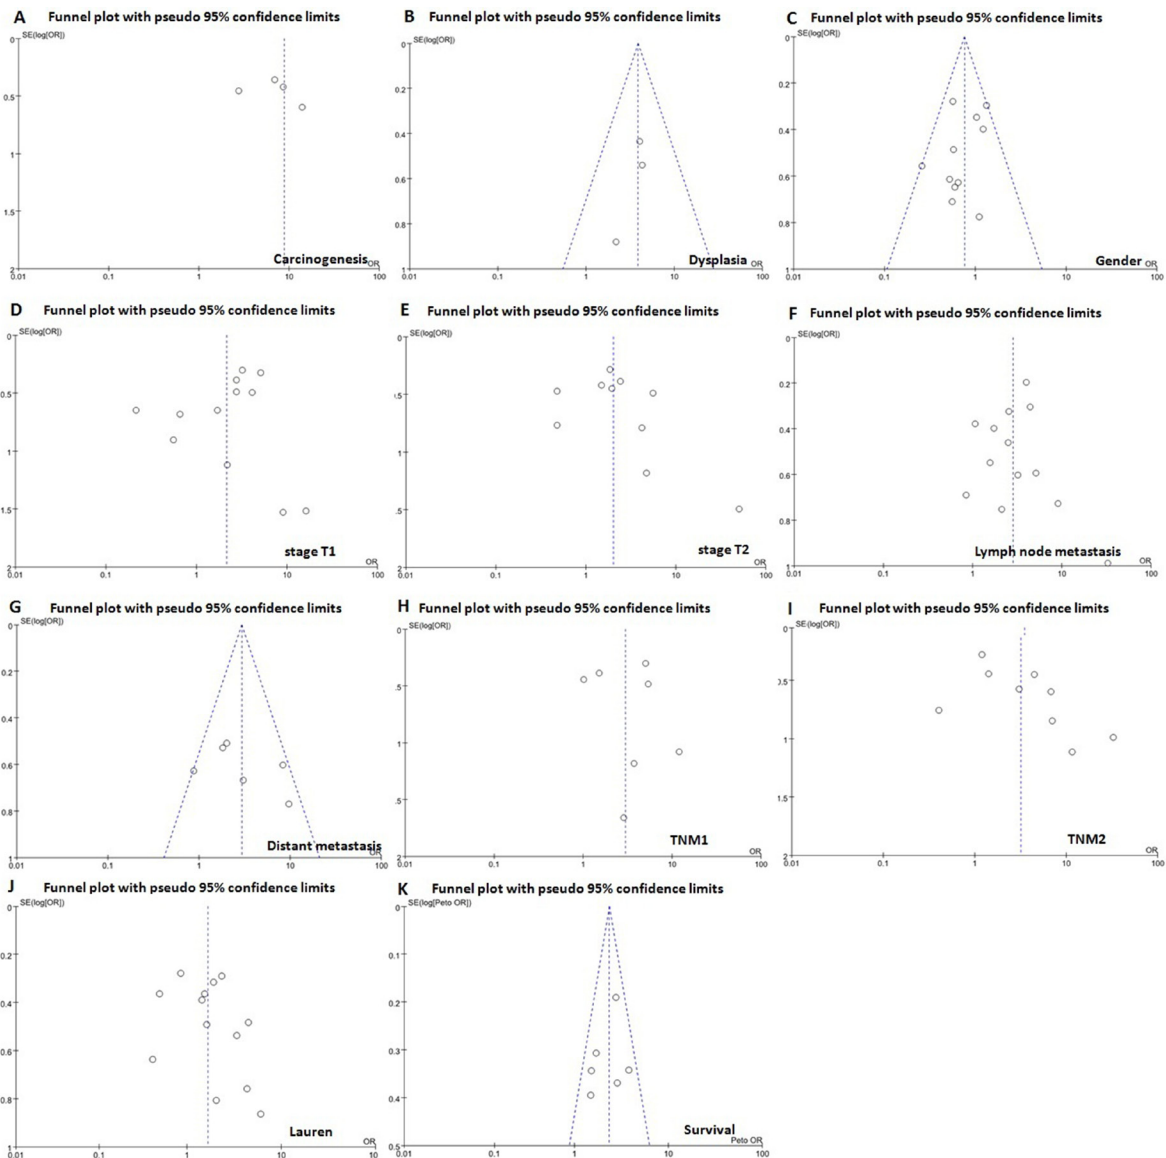 A Funnel plot with pseudo 95% confidence limits
SE(log[OR])
0
0.5
1
1.5
2
0.01 0.1 1 10 100
Carcinogenesis OR
B Funnel plot with pseudo 95% confidence limits
SE(log[OR])
0
0.2
0.4
0.6
0.8
1
0.01 0.1 1 10 100
Dysplasia OR
C Funnel plot with pseudo 95% confidence limits
SE(log[OR])
0
0.2
0.4
0.6
0.8
1
0.01 0.1 1 10 100
Gender OR
D Funnel plot with pseudo 95% confidence limits
SE(log[OR])
0
0.5
1
1.5
2
0.01 0.1 1 10 100
stage T1 OR
E Funnel plot with pseudo 95% confidence limits
SE(log[OR])
0
.5
1
.5
2
0.01 0.1 1 10 100
stage T2 OR
F Funnel plot with pseudo 95% confidence limits
SE(log[OR])
0
0.2
0.4
0.6
0.8
1
0.01 0.1 1 10 100
Lymph node metastasis OR
G Funnel plot with pseudo 95% confidence limits
SE(log[OR])
0
0.2
0.4
0.6
0.8
1
0.01 0.1 1 10 100
Distant metastasis OR
H Funnel plot with pseudo 95% confidence limits
SE(log[OR])
0
.5
1
.5
2
0.01 0.1 1 10 100
TNM1 OR
I Funnel plot with pseudo 95% confidence limits
SE(log[OR])
0
0.5
1
1.5
2
0.01 0.1 1 10 100
TNM2 OR
J Funnel plot with pseudo 95% confidence limits
SE(log[OR])
0
0.2
0.4
0.6
0.8
1
0.01 0.1 1 10 10
Lauren OR
K Funnel plot with pseudo 95% confidence limits
SE(log[Peto OR])
0
0.1
0.2
0.3
0.4
0.5
0.01 0.1 1 10 100
Survival Peto OR